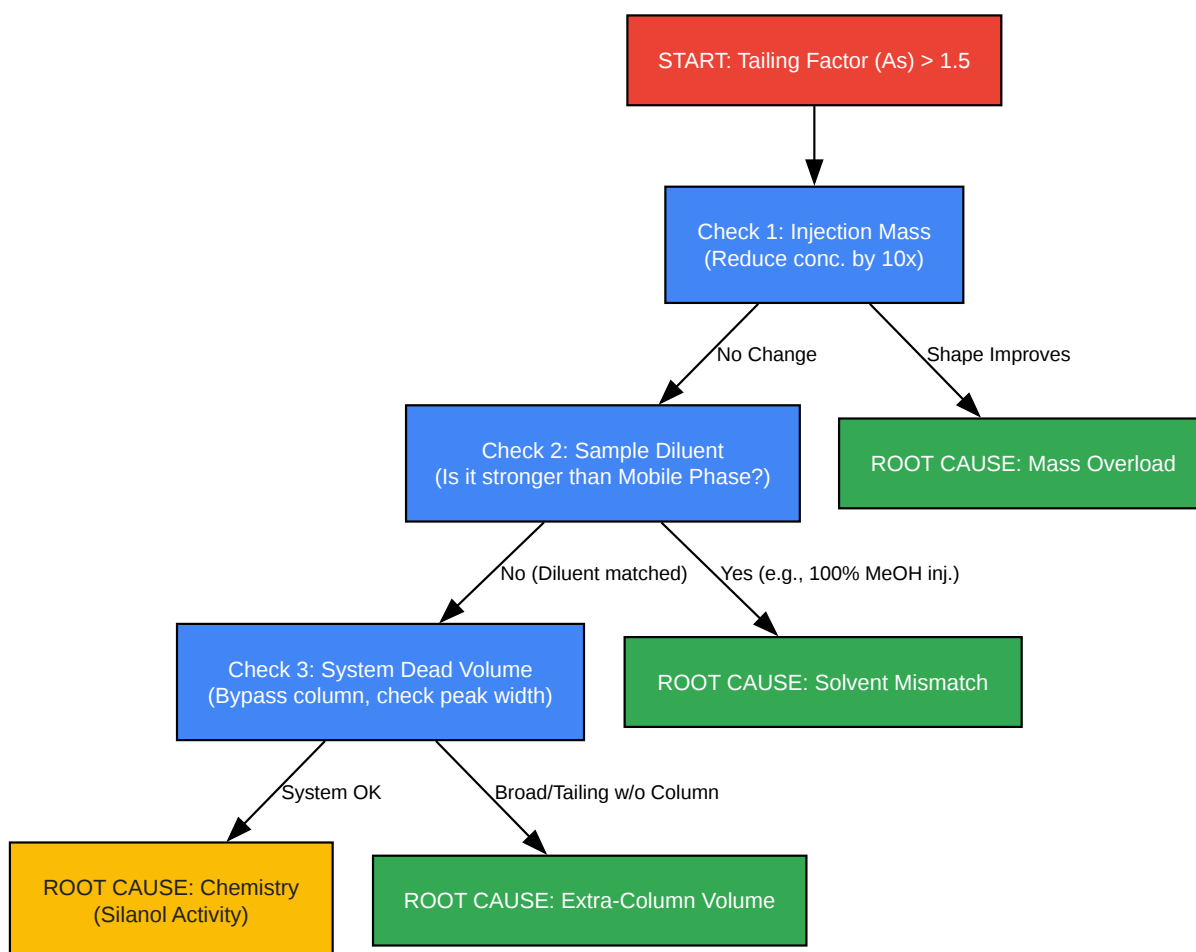 START: Tailing Factor (As) > 1.5
Check 1: Injection Mass
(Reduce conc. by 10x)
No Change
Shape Improves
Check 2: Sample Diluent
(Is it stronger than Mobile Phase?)
ROOT CAUSE: Mass Overload
No (Diluent matched)
Yes (e.g., 100% MeOH inj.)
Check 3: System Dead Volume
(Bypass column, check peak width)
ROOT CAUSE: Solvent Mismatch
System OK
Broad/Tailing w/o Column
ROOT CAUSE: Chemistry
(Silanol Activity)
ROOT CAUSE: Extra-Column Volume